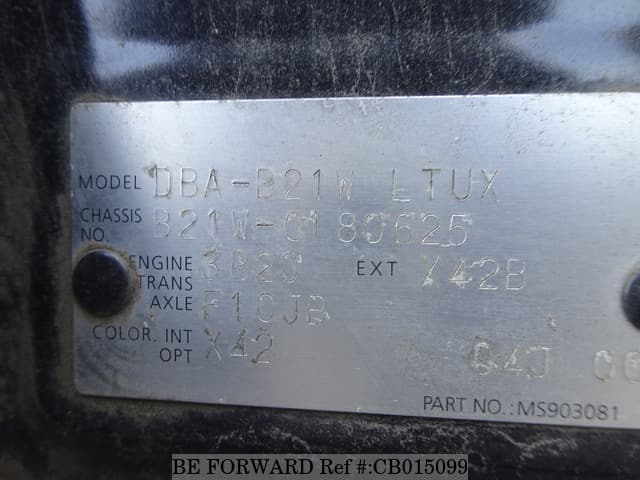 MODEL DBA-B21W LTUX
CHASSIS NO. B21W-0180625
ENGINE 3B20 EXT X42B
TRANS
AXLE F1CJB
COLOR. INT X42
OPT 04J
PART NO.:MS903081
BE FORWARD Ref #:CB015099